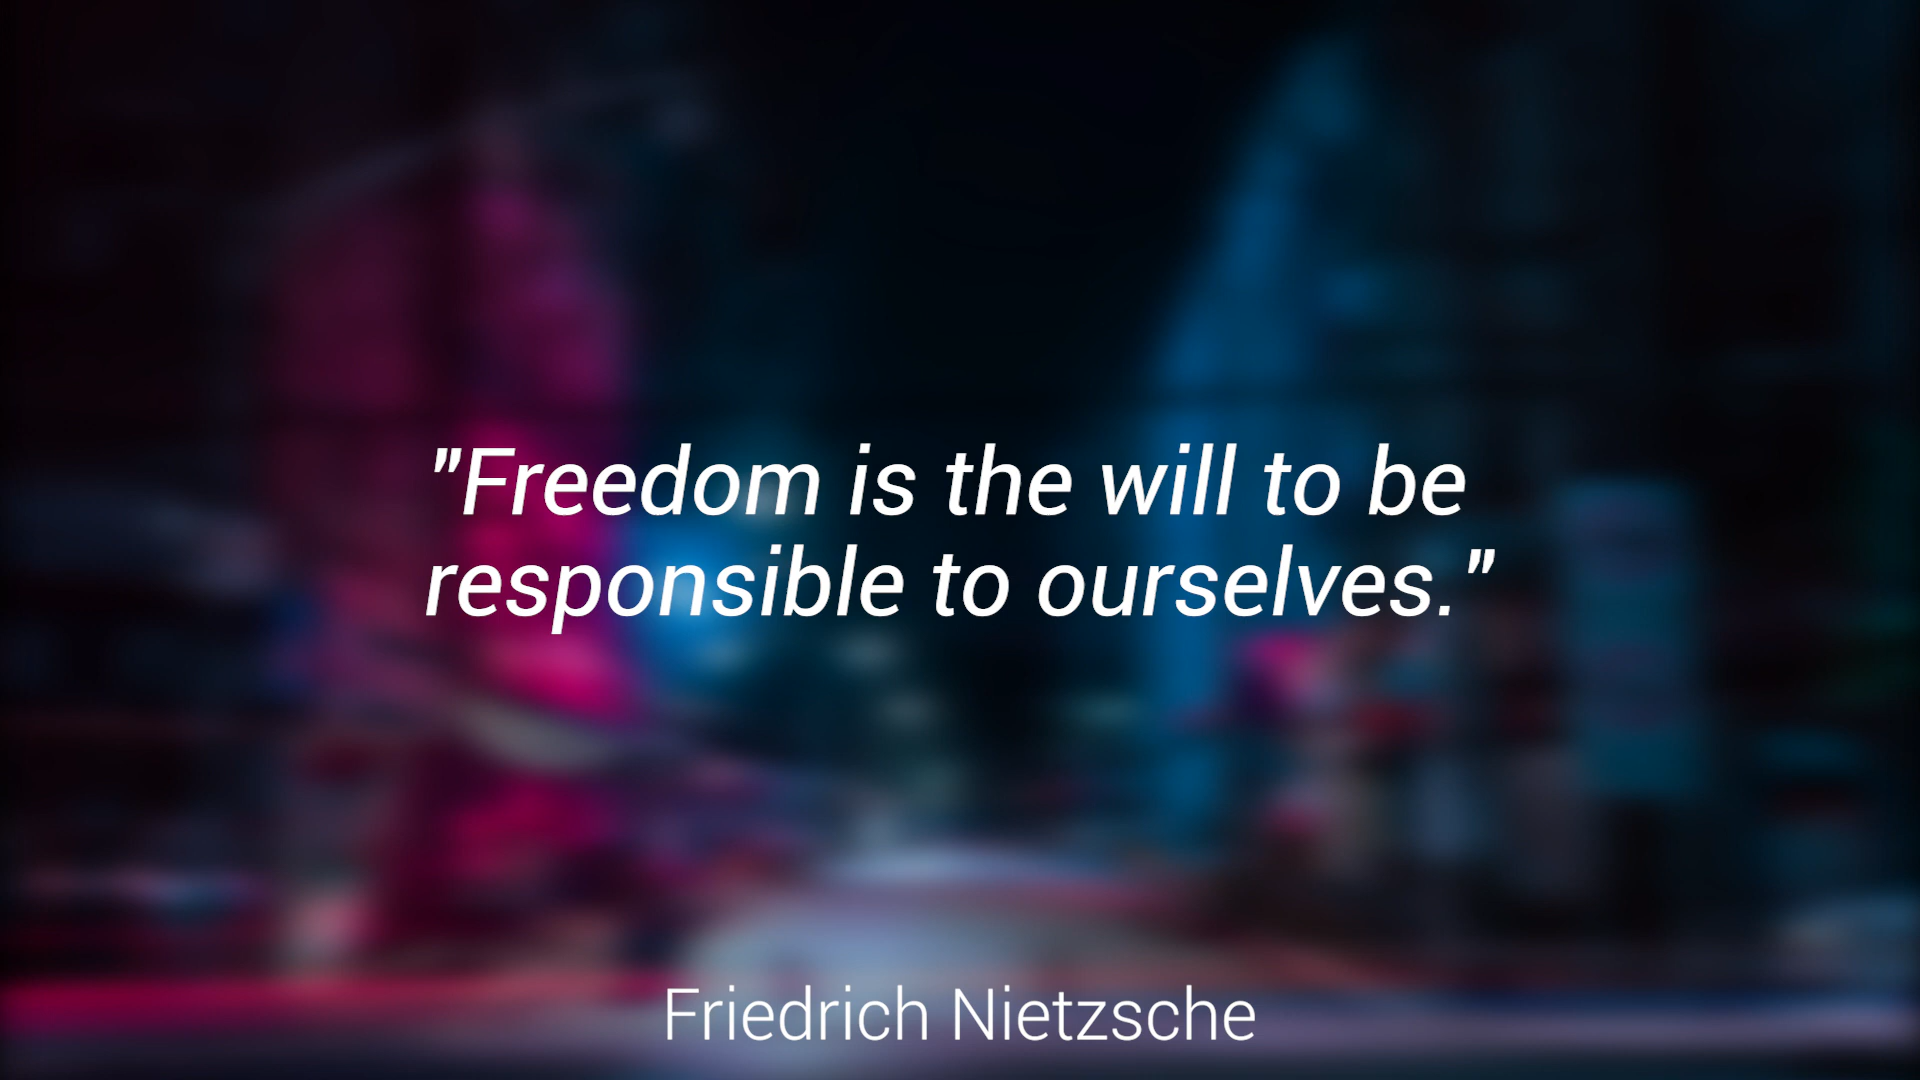 "Freedom is the will to be
responsible to ourselves."
Friedrich Nietzsche